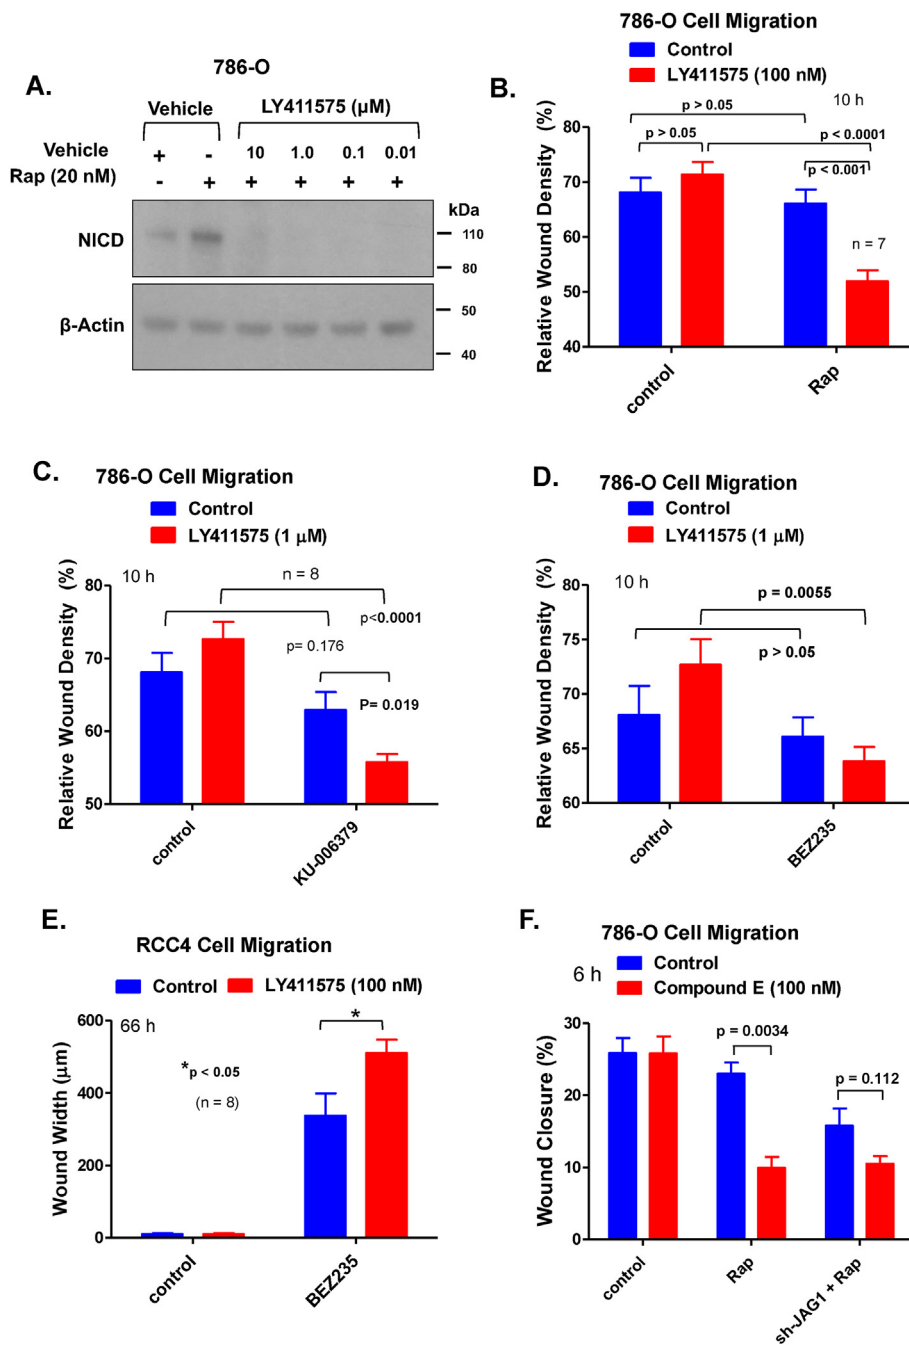 A.
786-O
Vehicle
LY411575 (µM)
Vehicle + - 10 1.0 0.1 0.01
Rap (20 nM) - + + + + +
kDa
NICD
110
80
β-Actin
50
40
B.
786-O Cell Migration
Control
LY411575 (100 nM)
10 h
p > 0.05
p > 0.05
p < 0.0001
p < 0.001
n = 7
Relative Wound Density (%)
80
70
60
50
40
control
Rap
C.
786-O Cell Migration
Control
LY411575 (1 µM)
10 h
n = 8
p<0.0001
p= 0.176
P= 0.019
Relative Wound Density (%)
80
70
60
50
control
KU-006379
D.
786-O Cell Migration
Control
LY411575 (1 µM)
10 h
p = 0.0055
p > 0.05
Relative Wound Density (%)
80
75
70
65
60
control
BEZ235
E.
RCC4 Cell Migration
Control
LY411575 (100 nM)
66 h
*
*p < 0.05
(n = 8)
Wound Width (µm)
600
400
200
0
control
BEZ235
F.
786-O Cell Migration
6 h
Control
Compound E (100 nM)
p = 0.0034
p = 0.112
Wound Closure (%)
30
20
10
0
control
Rap
sh-JAG1 + Rap